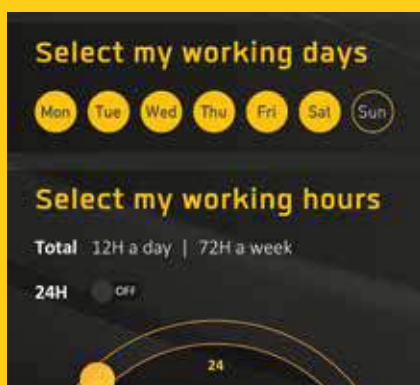 Select my working days
Mon Tue Wed Thu Fri Sat Sun
Select my working hours
Total 12H a day | 72H a week
24H OFF
24